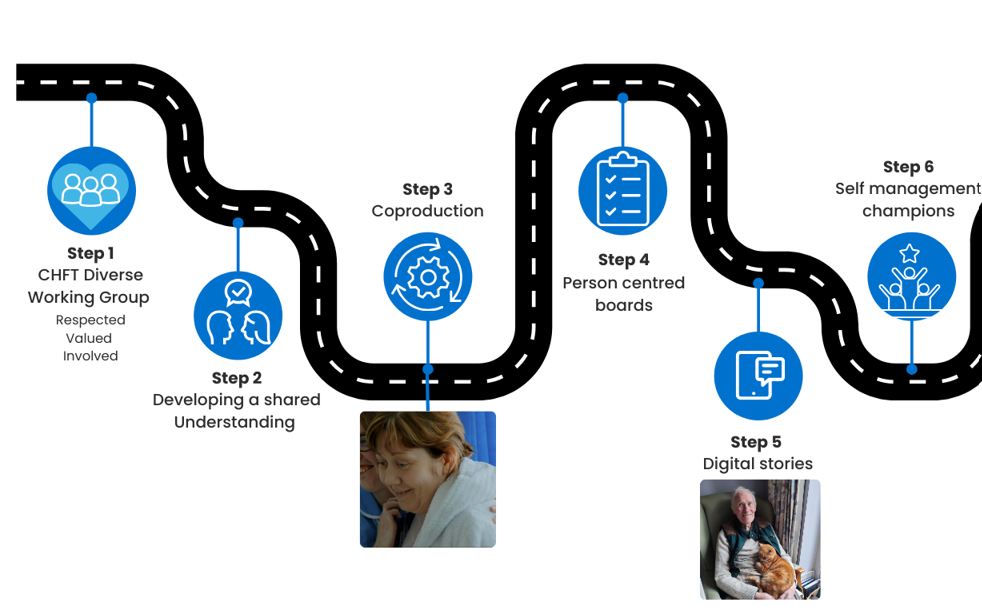 Step 1
CHFT Diverse
Working Group
Respected
Valued
Involved
Step 2
Developing a shared
Understanding
Step 3
Coproduction
Step 4
Person centred
boards
Step 5
Digital stories
Step 6
Self management
champions